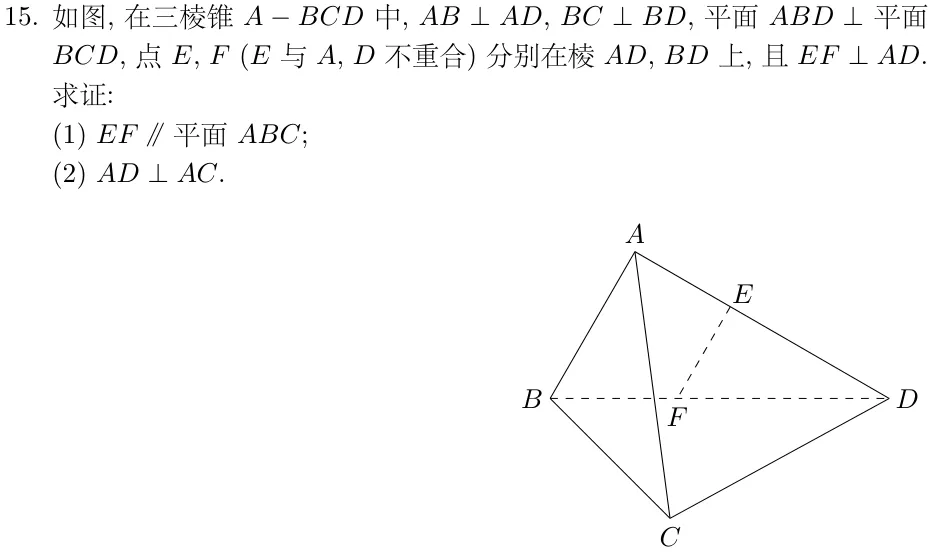 15. 如图, 在三棱锥 A − BCD 中, AB ⊥ AD, BC ⊥ BD, 平面 ABD ⊥ 平面
BCD, 点 E, F (E 与 A, D 不重合) 分别在棱 AD, BD 上, 且 EF ⊥ AD.
求证:
(1) EF ∥ 平面 ABC;
(2) AD ⊥ AC.
A
E
B
F
D
C